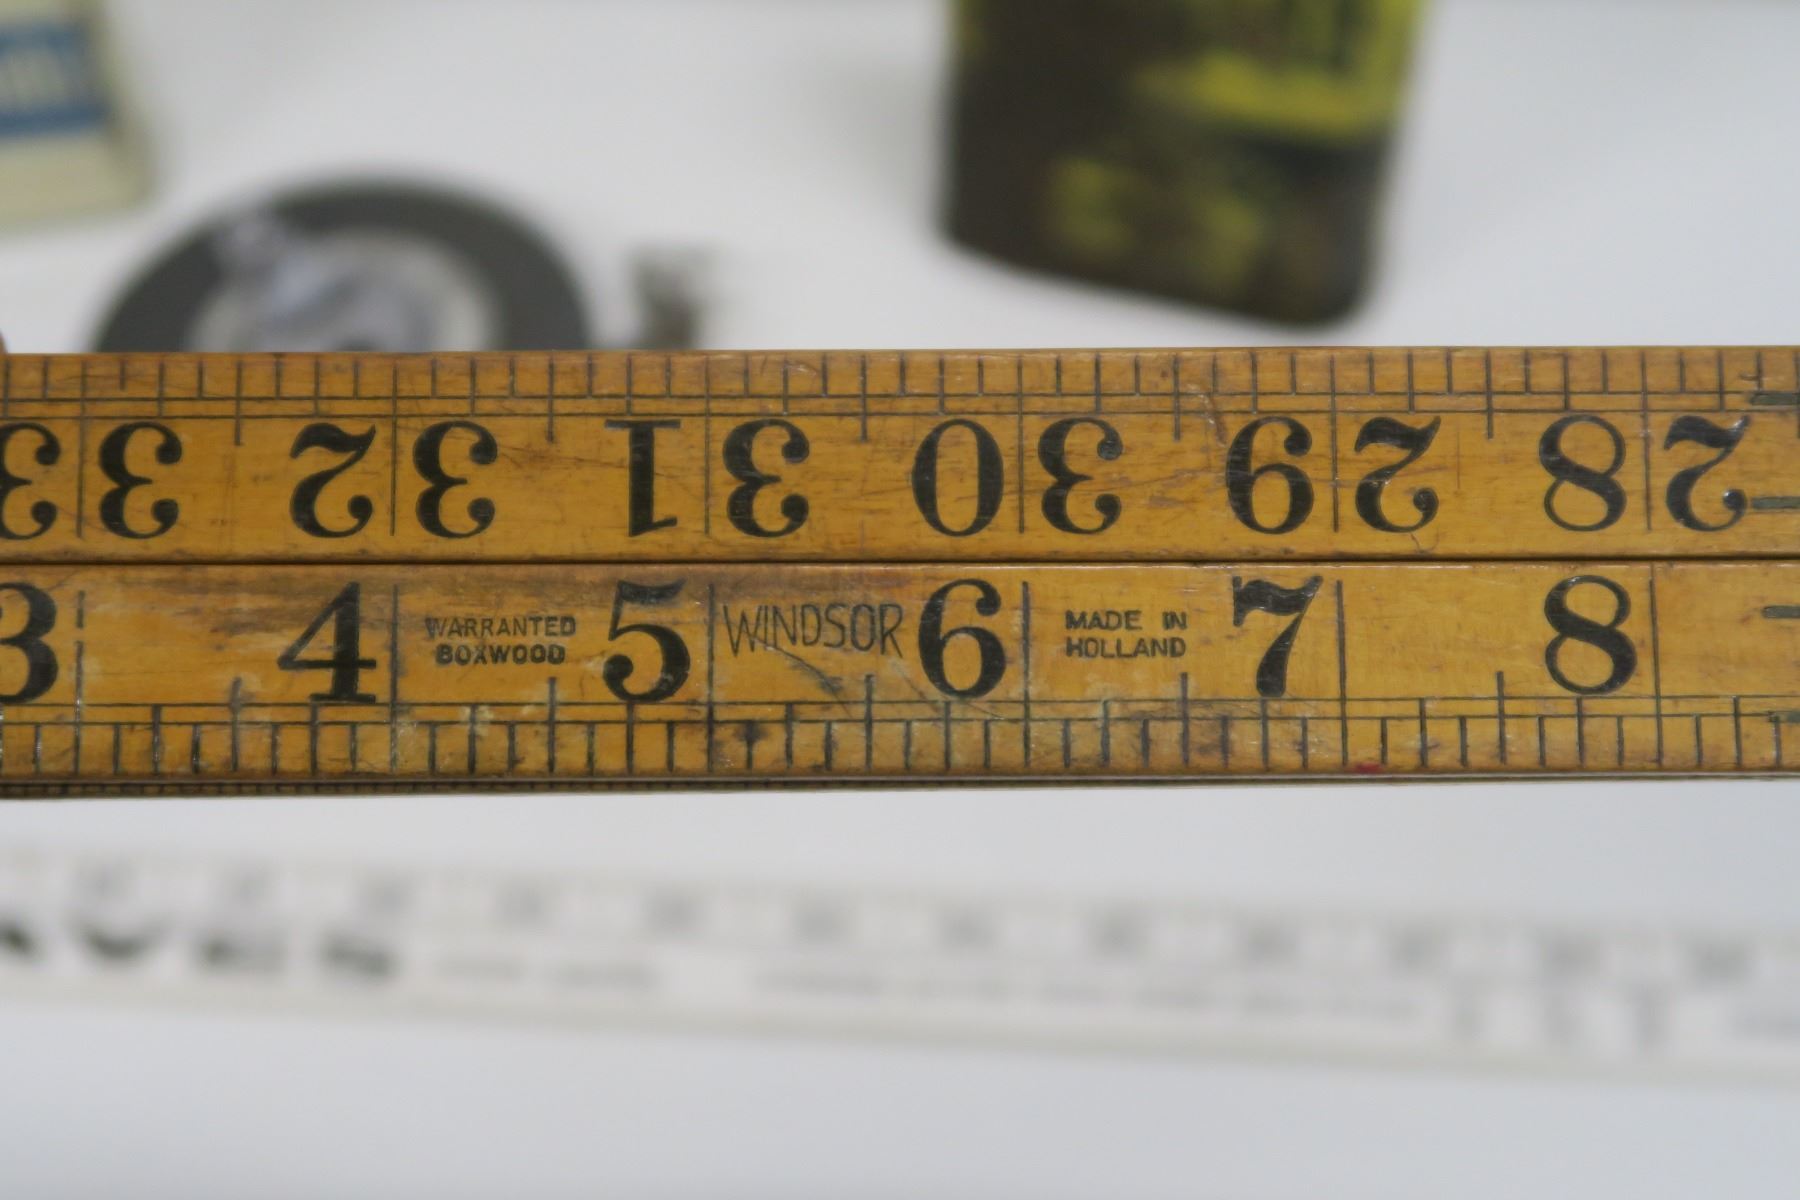 28 29 30 31 32 33
3 4 5 6 7 8
WARRANTED
BOXWOOD
WINDSOR
MADE IN
HOLLAND